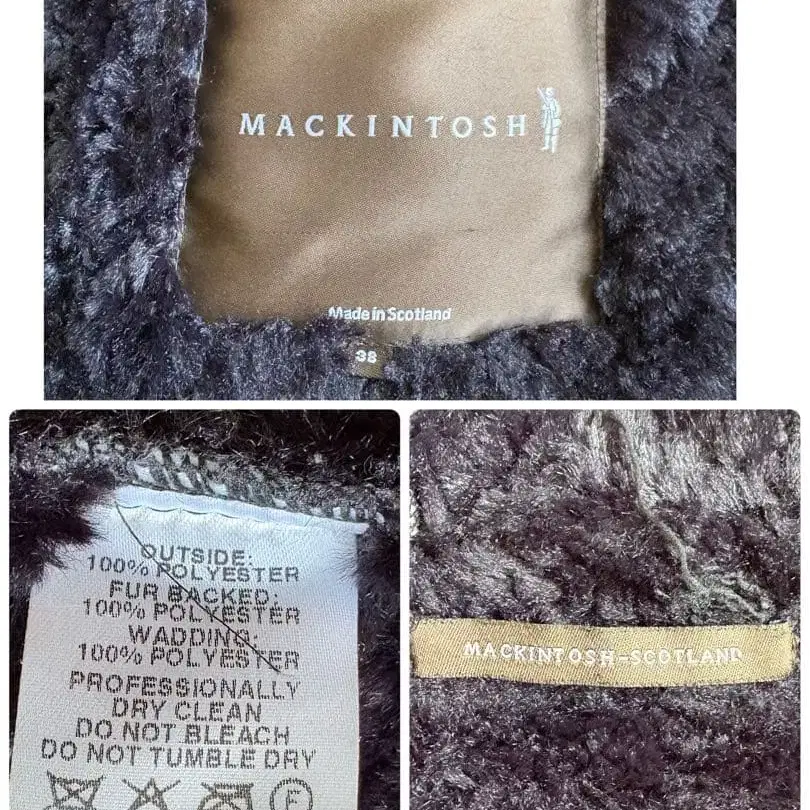 MACKINTOSH
Made in Scotland
38
OUTSIDE:
100% POLYESTER
FUR BACKED:
100% POLYESTER
WADDING:
100% POLYESTER
PROFESSIONALLY
DRY CLEAN
DO NOT BLEACH
DO NOT TUMBLE DRY
F
MACKINTOSH-SCOTLAND